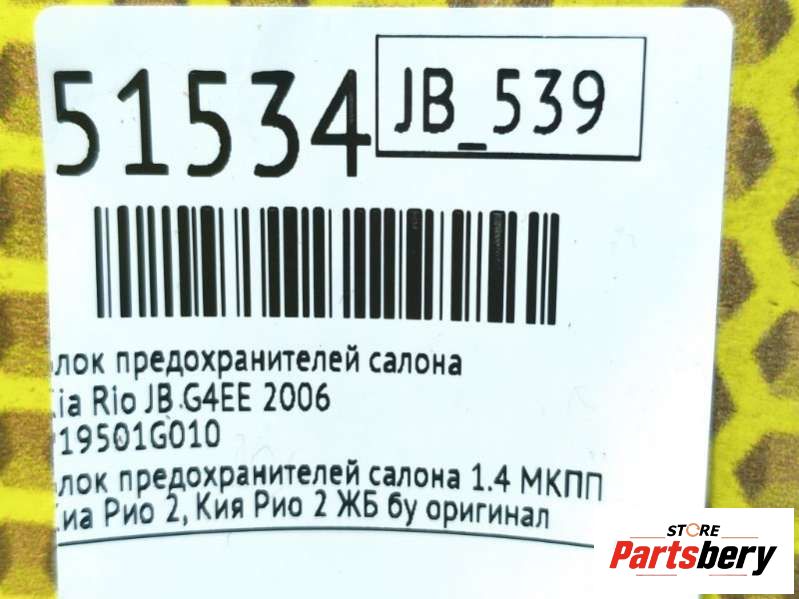 51534
JB_539
лок предохранителей салона
ia Rio JB G4EE 2006
19501G010
лок предохранителей салона 1.4 МКПП
иа Рио 2, Кия Рио 2 ЖБ бу оригинал
STORE
Partsbery